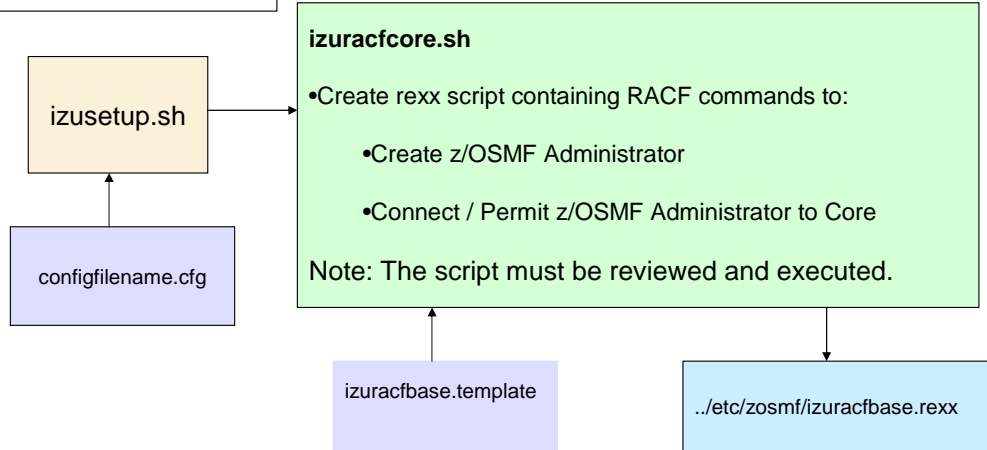 izuracfcore.sh
•Create rexx script containing RACF commands to:
•Create z/OSMF Administrator
•Connect / Permit z/OSMF Administrator to Core
Note: The script must be reviewed and executed.
izusetup.sh
configfilename.cfg
izuracfbase.template
../etc/zosmf/izuracfbase.rexx